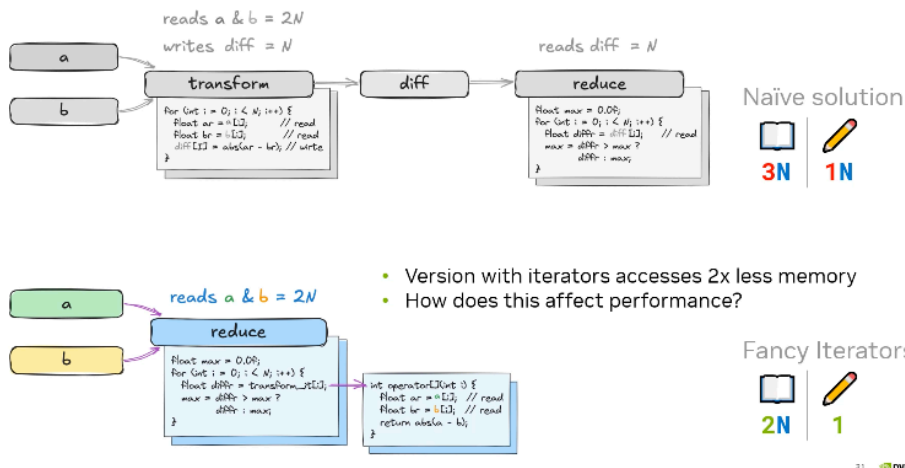 reads a & b = 2N
writes diff = N
reads diff = N
a
b
transform
diff
reduce
for (int i = 0; i < N; i++) {
float ar = a[i]; // read
float br = b[i]; // read
diff[i] = abs(ar - br); // write
}
float max = 0.0f;
for (int i = 0; i < N; i++) {
float diffr = diff[i]; // read
max = diffr > max ?
diffr : max;
}
Naïve solution
3N
1N
Version with iterators accesses 2x less memory
How does this affect performance?
a
b
reads a & b = 2N
reduce
float max = 0.0f;
for (int i = 0; i < N; i++) {
float diffr = transform_it[i];
max = diffr > max ?
diffr : max;
}
int operator[](int i) {
float ar = a[i]; // read
float br = b[i]; // read
return abs(a - b);
}
Fancy Iterators
2N
1